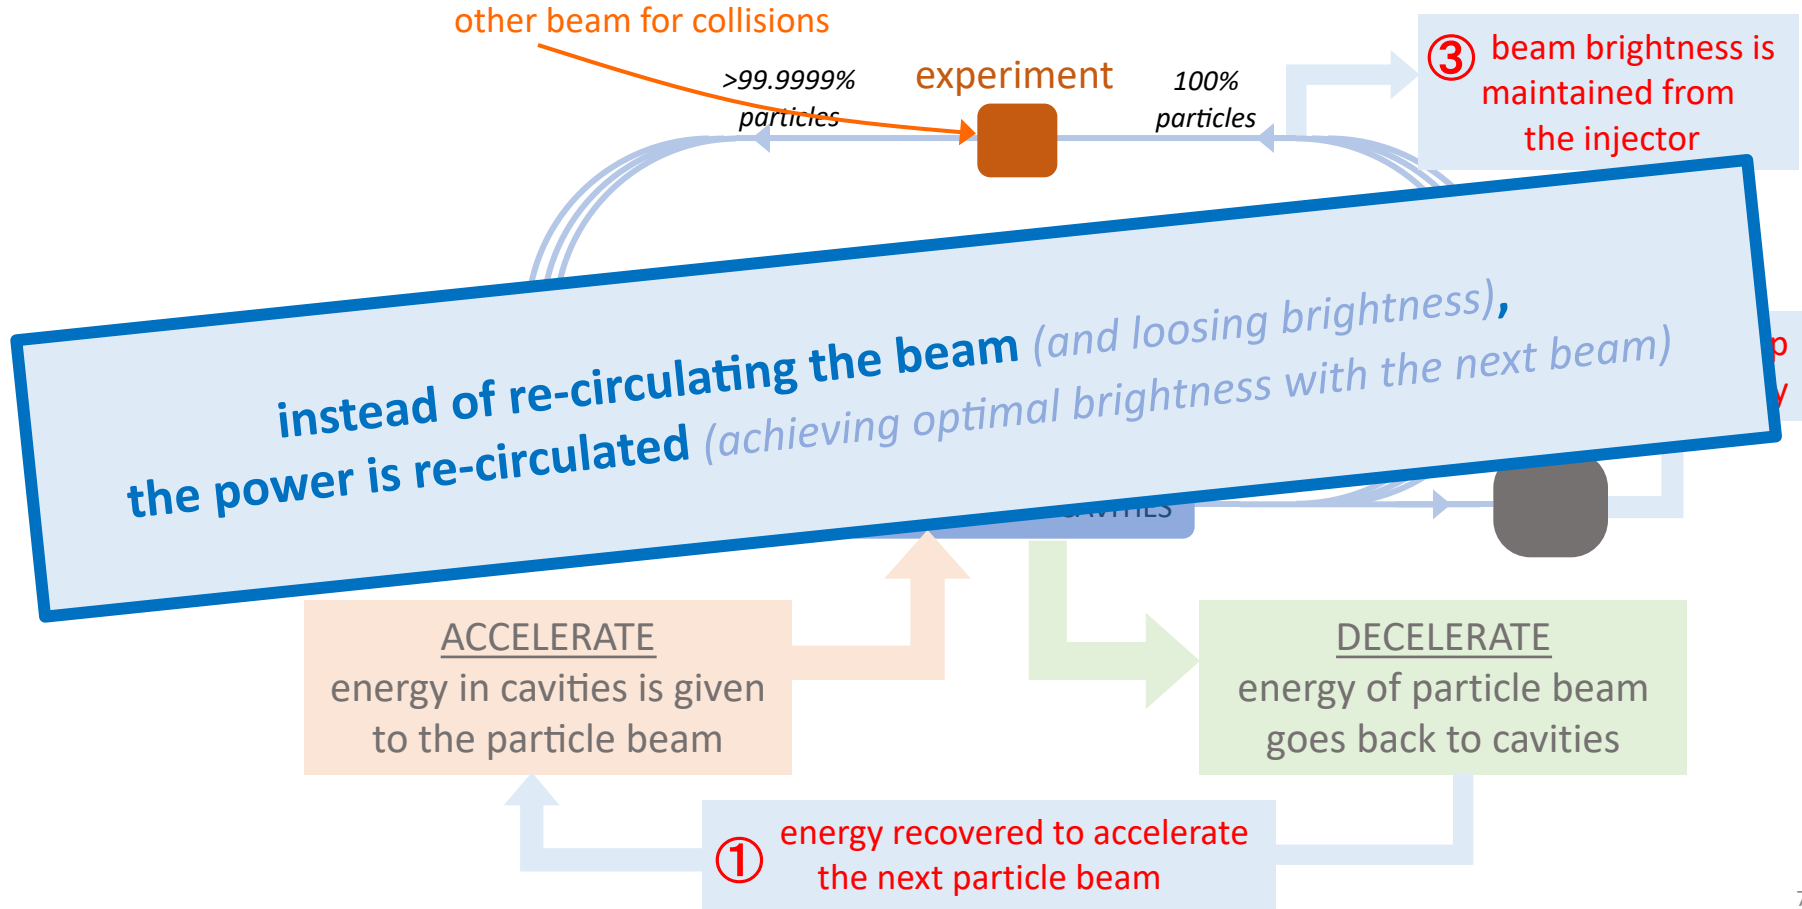 other beam for collisions
>99.9999%
particles
experiment
100%
particles
③ beam brightness is
maintained from
the injector
instead of re-circulating the beam (and loosing brightness),
the power is re-circulated (achieving optimal brightness with the next beam)
ACCELERATE
energy in cavities is given
to the particle beam
DECELERATE
energy of particle beam
goes back to cavities
① energy recovered to accelerate
the next particle beam